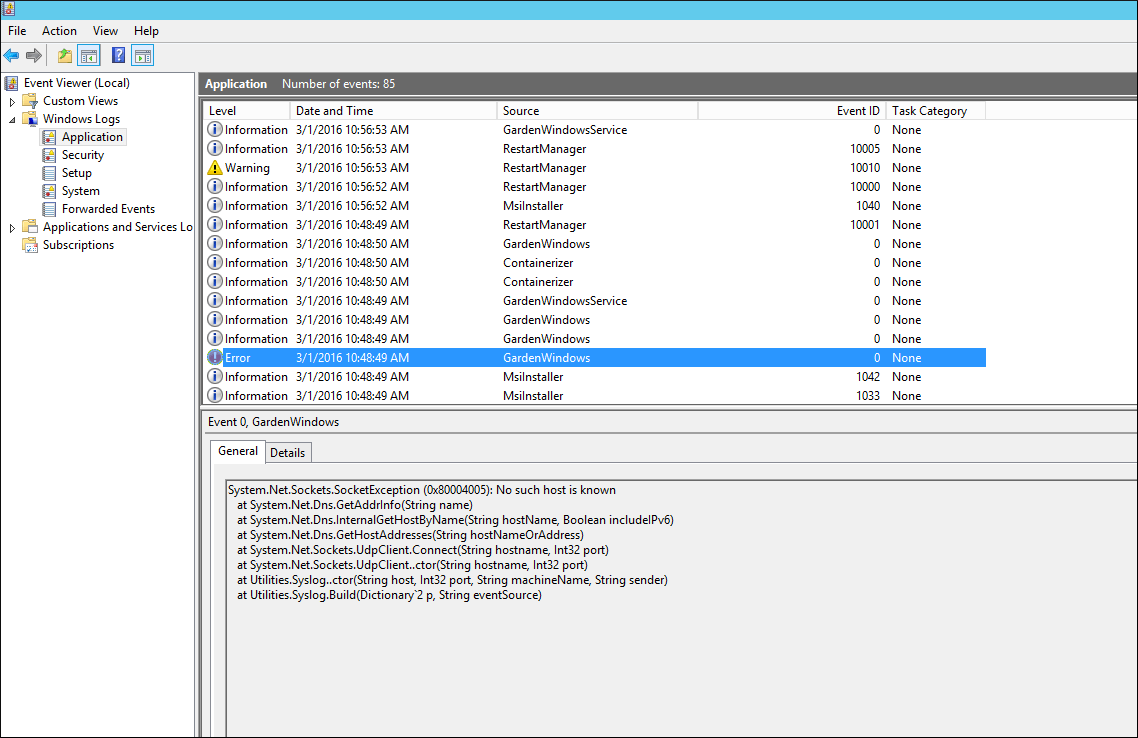 File Action View Help
Event Viewer (Local)
Custom Views
Windows Logs
Application
Security
Setup
System
Forwarded Events
Applications and Services Lo
Subscriptions
Application Number of events: 85
Level Date and Time Source Event ID Task Category
Information 3/1/2016 10:56:53 AM GardenWindowsService 0 None
Information 3/1/2016 10:56:53 AM RestartManager 10005 None
Warning 3/1/2016 10:56:53 AM RestartManager 10010 None
Information 3/1/2016 10:56:52 AM RestartManager 10000 None
Information 3/1/2016 10:56:52 AM MsiInstaller 1040 None
Information 3/1/2016 10:48:49 AM RestartManager 10001 None
Information 3/1/2016 10:48:50 AM GardenWindows 0 None
Information 3/1/2016 10:48:50 AM Containerizer 0 None
Information 3/1/2016 10:48:50 AM Containerizer 0 None
Information 3/1/2016 10:48:49 AM GardenWindowsService 0 None
Information 3/1/2016 10:48:49 AM GardenWindows 0 None
Information 3/1/2016 10:48:49 AM GardenWindows 0 None
Error 3/1/2016 10:48:49 AM GardenWindows 0 None
Information 3/1/2016 10:48:49 AM MsiInstaller 1042 None
Information 3/1/2016 10:48:49 AM MsiInstaller 1033 None
Event 0, GardenWindows
General Details
System.Net.Sockets.SocketException (0x80004005): No such host is known
at System.Net.Dns.GetAddrInfo(String name)
at System.Net.Dns.InternalGetHostByName(String hostName, Boolean includeIPv6)
at System.Net.Dns.GetHostAddresses(String hostNameOrAddress)
at System.Net.Sockets.UdpClient.Connect(String hostname, Int32 port)
at System.Net.Sockets.UdpClient..ctor(String hostname, Int32 port)
at Utilities.Syslog..ctor(String host, Int32 port, String machineName, String sender)
at Utilities.Syslog.Build(Dictionary`2 p, String eventSource)